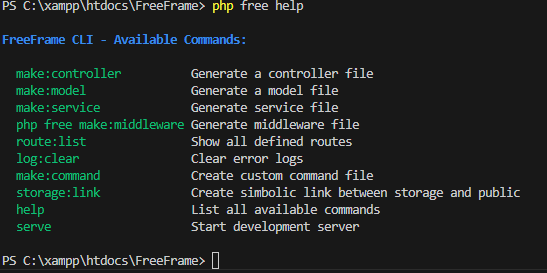 PS C:\xampp\htdocs\FreeFrame> php free help
FreeFrame CLI - Available Commands:
make:controller Generate a controller file
make:model Generate a model file
make:service Generate service file
php free make:middleware Generate middleware file
route:list Show all defined routes
log:clear Clear error logs
make:command Create custom command file
storage:link Create simbolic link between storage and public
help List all available commands
serve Start development server
PS C:\xampp\htdocs\FreeFrame>